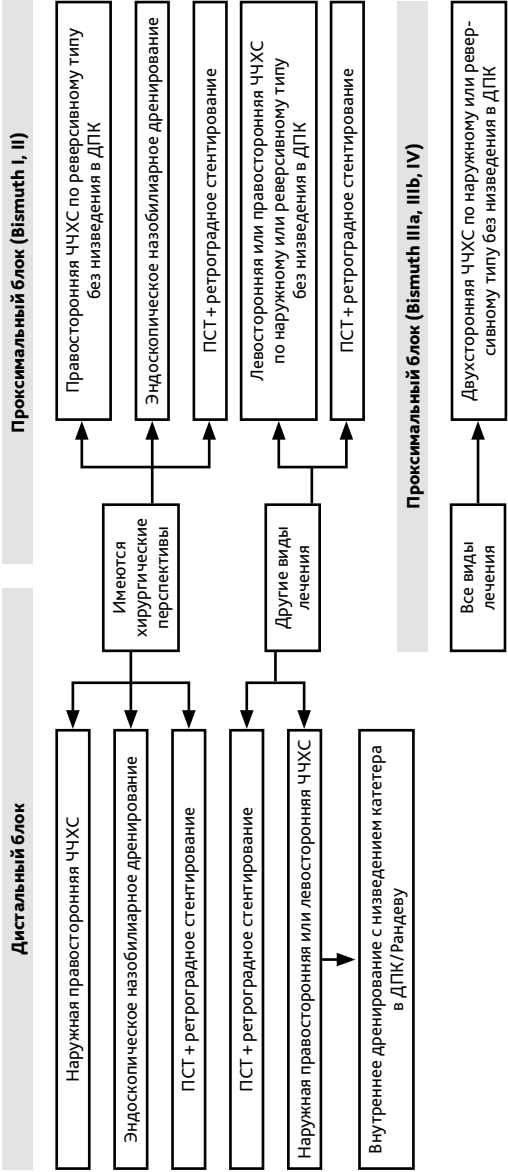 Дистальный блок
Наружная правосторонняя ЧЧХС
Эндоскопическое назобилиарное дренирование
ПСТ + ретроградное стентирование
ПСТ + ретроградное стентирование
Наружная правосторонняя или левосторонняя ЧЧХС
Внутреннее дренирование с низведением катетера
в ДПК/Рандеву
Имеются
хирургические
перспективы
Другие виды
лечения
Проксимальный блок (Bismuth I, II)
Правосторонняя ЧЧХС по реверсивному типу
без низведения в ДПК
Эндоскопическое назобилиарное дренирование
ПСТ + ретроградное стентирование
Левосторонняя или правосторонняя ЧЧХС
по наружному или реверсивному типу
без низведения в ДПК
ПСТ + ретроградное стентирование
Проксимальный блок (Bismuth IIIa, IIIb, IV)
Все виды
лечения
Двухсторонняя ЧЧХС по наружному или ревер-
сивному типу без низведения в ДПК